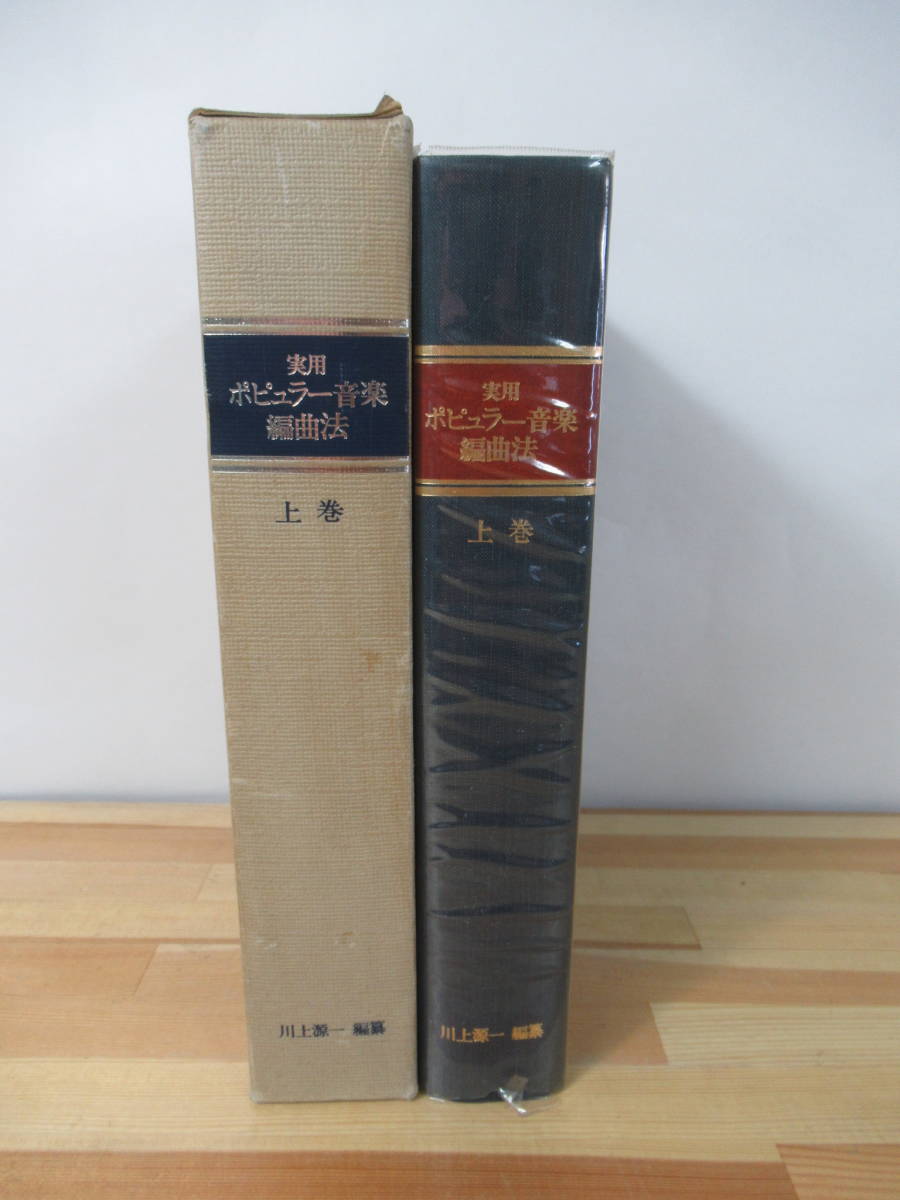 実用
ポピュラー音楽
編曲法
上巻
川上源一 編纂
実用
ポピュラー音楽
編曲法
上巻
川上源一 編纂